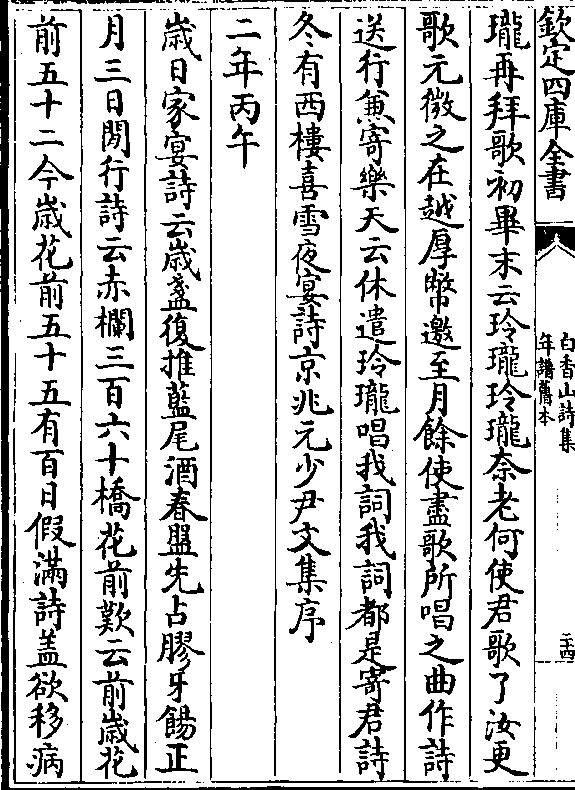 欽定四庫全書
白香山詩集
年譜舊本
二十四
瓏再拜歌初畢末云玲瓏玲瓏奈老何使君歌了汝更
歌元微之在越厚幣邀至月餘使盡歌所唱之曲作詩
送行兼寄樂天云休遣玲瓏唱我詞我詞都是寄君詩
冬有西樓喜雪夜宴詩京兆元少尹文集序
二年丙午
歲日家宴詩云歲盞復推藍尾酒春盤先占膠牙餳正
月三日閒行詩云赤欄三百六十橋花前歎云前歲花
前五十二今歲花前五十五有百日假滿詩盖欲移病